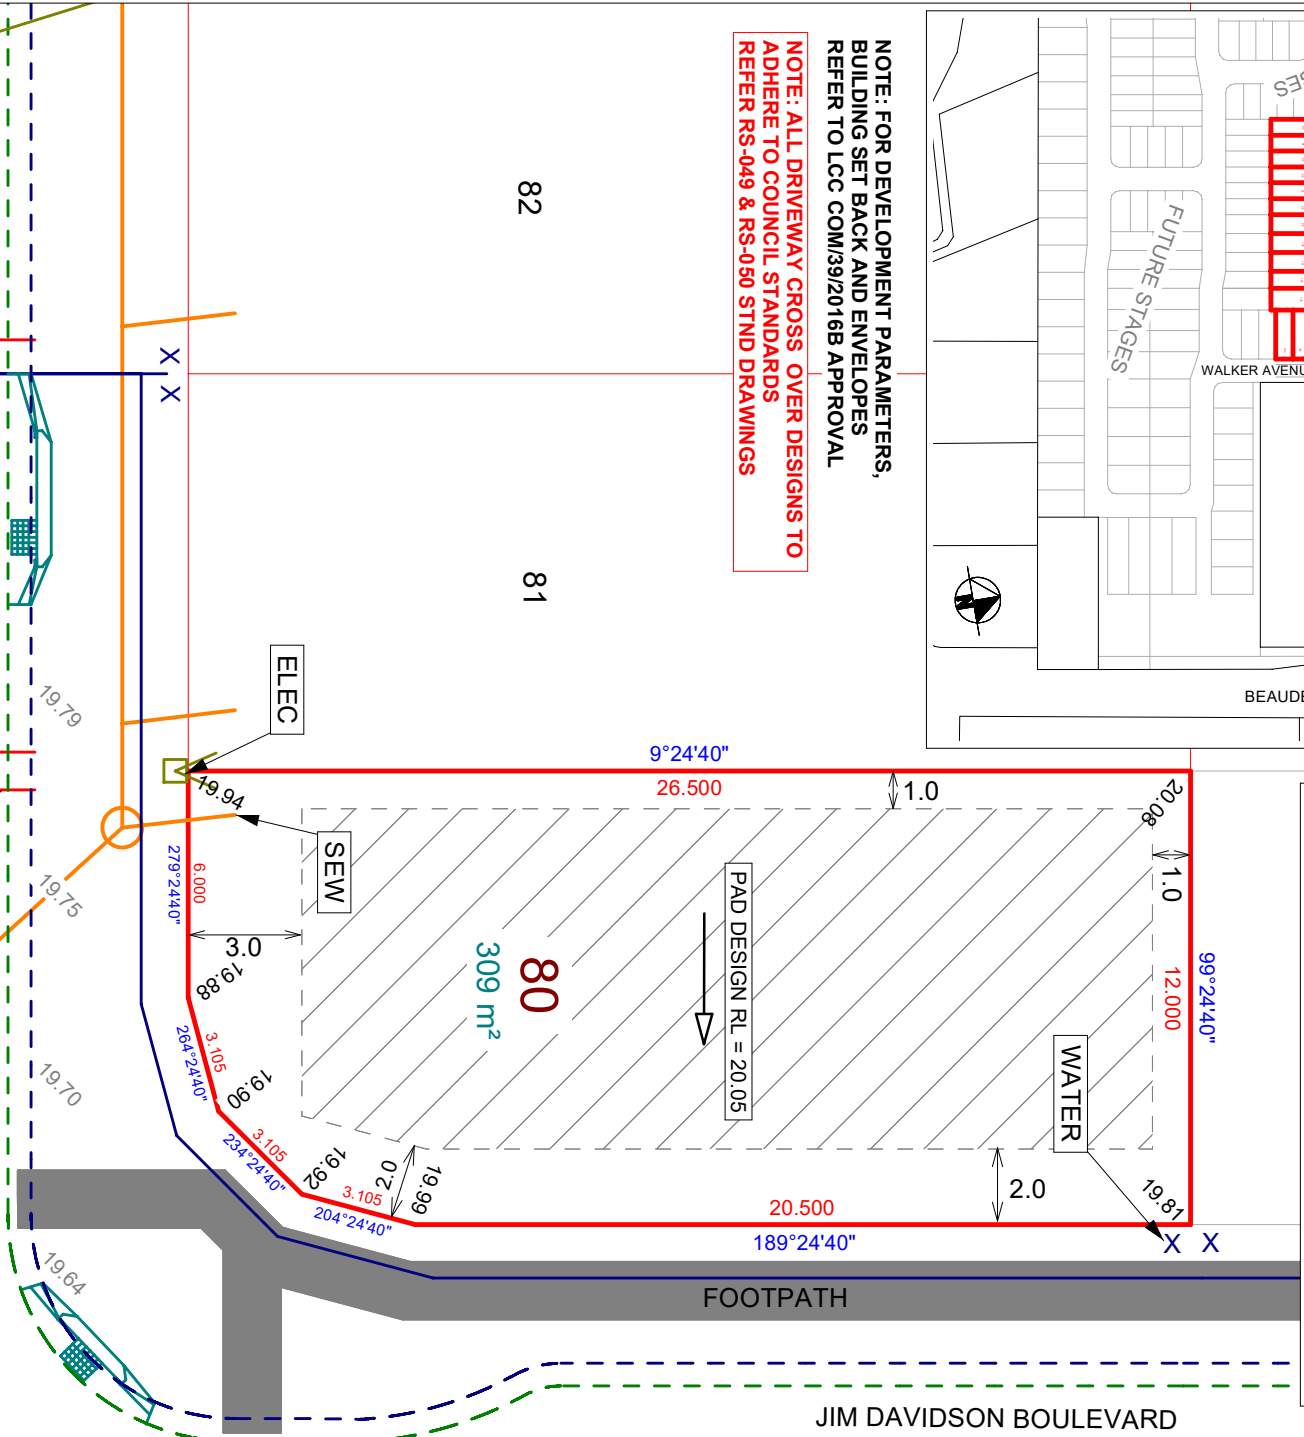 NOTE: FOR DEVELOPMENT PARAMETERS,
BUILDING SET BACK AND ENVELOPES
REFER TO LCC COM/39/2016B APPROVAL
NOTE: ALL DRIVEWAY CROSS OVER DESIGNS TO
ADHERE TO COUNCIL STANDARDS
REFER RS-049 & RS-050 STND DRAWINGS
FUTURE STAGES
WALKER AVENU
BEAUDE
N
82
81
X
X
ELEC
SEW
WATER
9°24'40"
26.500
1.0
20.08
1.0
99°24'40"
12.000
19.94
6.000
279°24'40"
3.0
19.88
80
309 m²
PAD DESIGN RL = 20.05
3.105
264°24'40"
19.90
3.105
234°24'40"
19.92
3.105
204°24'40"
2.0
19.99
20.500
189°24'40"
2.0
19.81
X X
19.79
19.75
19.70
19.64
FOOTPATH
JIM DAVIDSON BOULEVARD